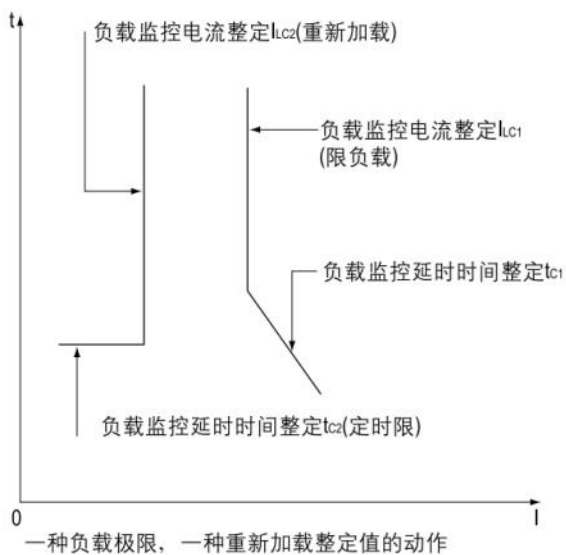 t
负载监控电流整定ILC2(重新加载)
负载监控电流整定ILC1
(限负载)
负载监控延时时间整定tC1
负载监控延时时间整定tC2(定时限)
0
I
一种负载极限，一种重新加载整定值的动作